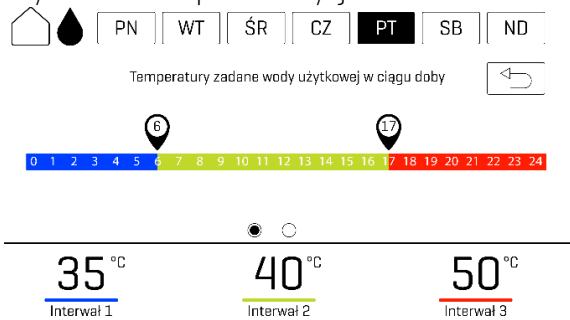 PN WT ŚR CZ PT SB ND
Temperatury zadane wody użytkowej w ciągu doby
6 17
0 1 2 3 4 5 6 7 8 9 10 11 12 13 14 15 16 17 18 19 20 21 22 23 24
35°C 40°C 50°C
Interwał 1 Interwał 2 Interwał 3